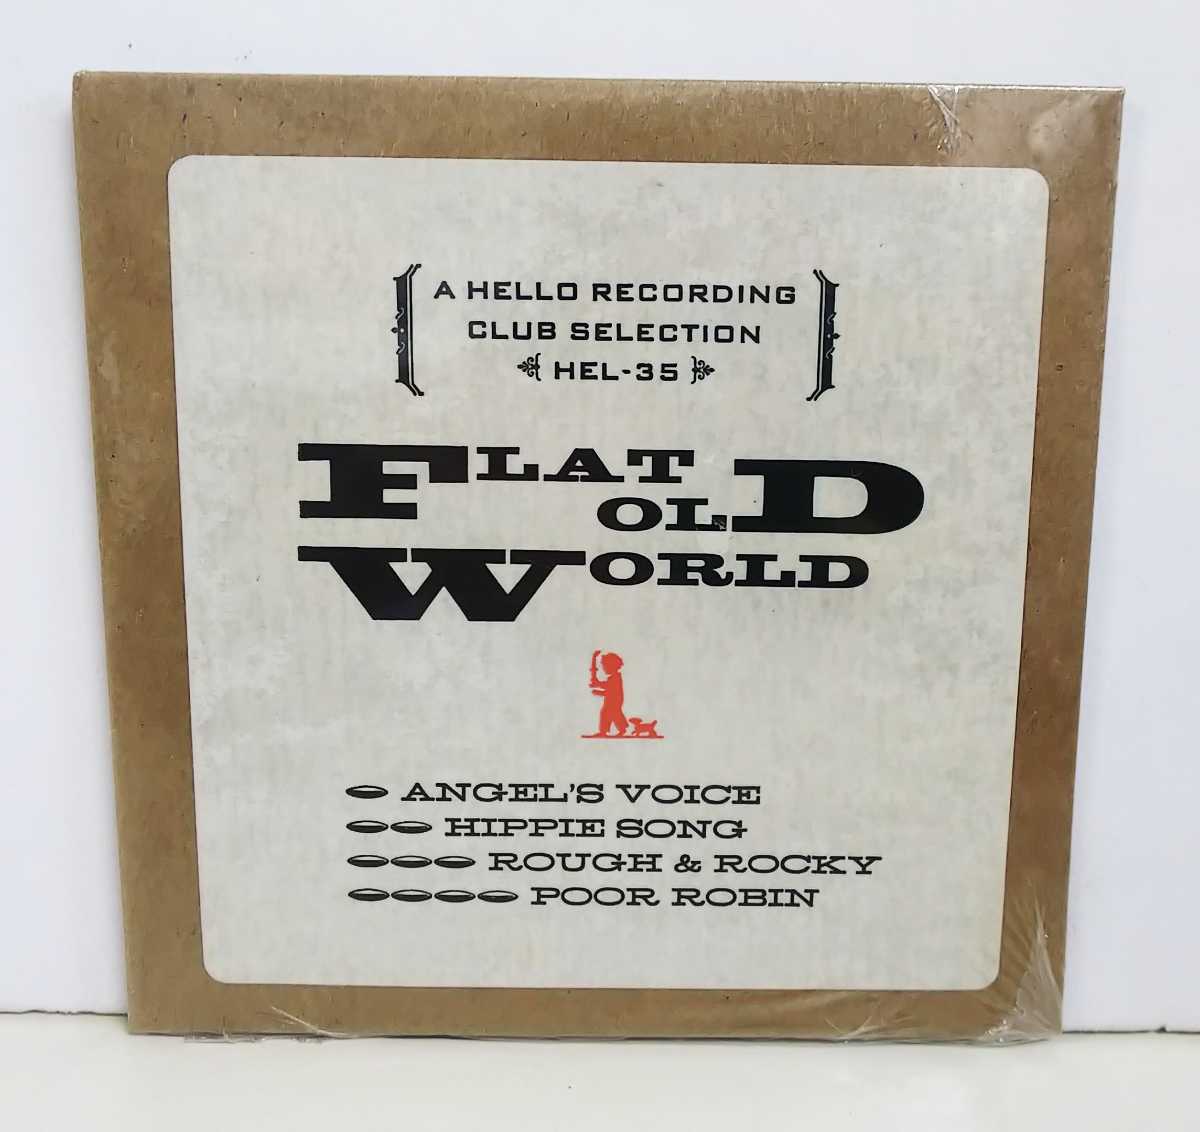 A HELLO RECORDING
CLUB SELECTION
HEL-35
FLAT
OLD
WORLD
ANGEL'S VOICE
HIPPIE SONG
ROUGH & ROCKY
POOR ROBIN